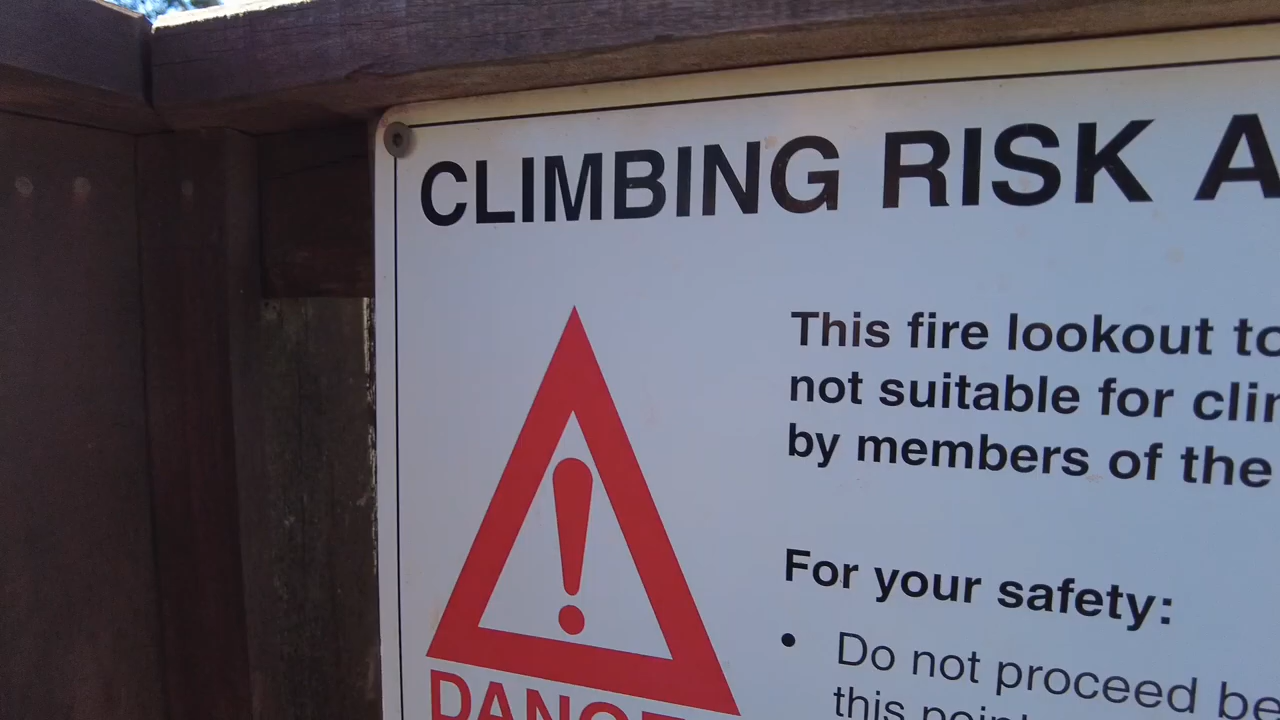 CLIMBING RISK A
This fire lookout to
not suitable for clim
by members of the
For your safety:
• Do not proceed be
this point
DANGE